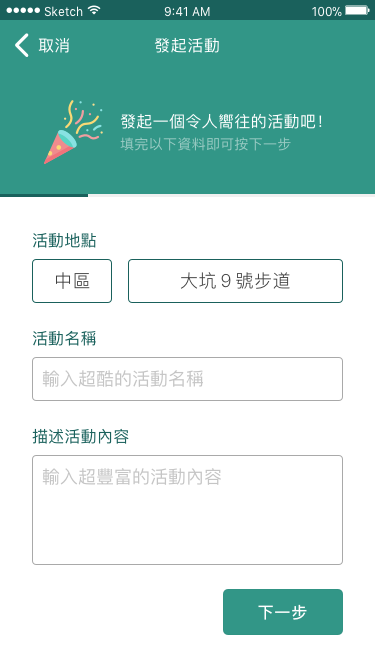 Sketch
9:41 AM
100%
取消
發起活動
發起一個令人嚮往的活動吧！
填完以下資料即可按下一步
活動地點
中區
大坑 9 號步道
活動名稱
輸入超酷的活動名稱
描述活動內容
輸入超豐富的活動內容
下一步